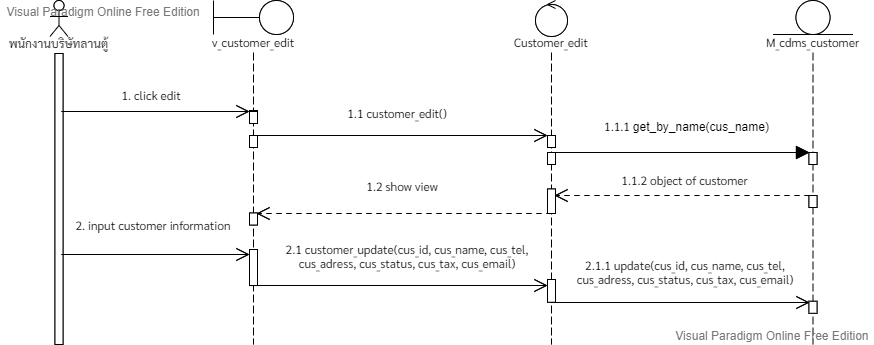 Visual Paradigm Online Free Edition
พนักงานบริษัทลานตู้
v_customer_edit
Customer_edit
M_cdms_customer
1. click edit
1.1 customer_edit()
1.1.1 get_by_name(cus_name)
1.1.2 object of customer
1.2 show view
2. input customer information
2.1 customer_update(cus_id, cus_name, cus_tel,
cus_adress, cus_status, cus_tax, cus_email)
2.1.1 update(cus_id, cus_name, cus_tel,
cus_adress, cus_status, cus_tax, cus_email)
Visual Paradigm Online Free Edition